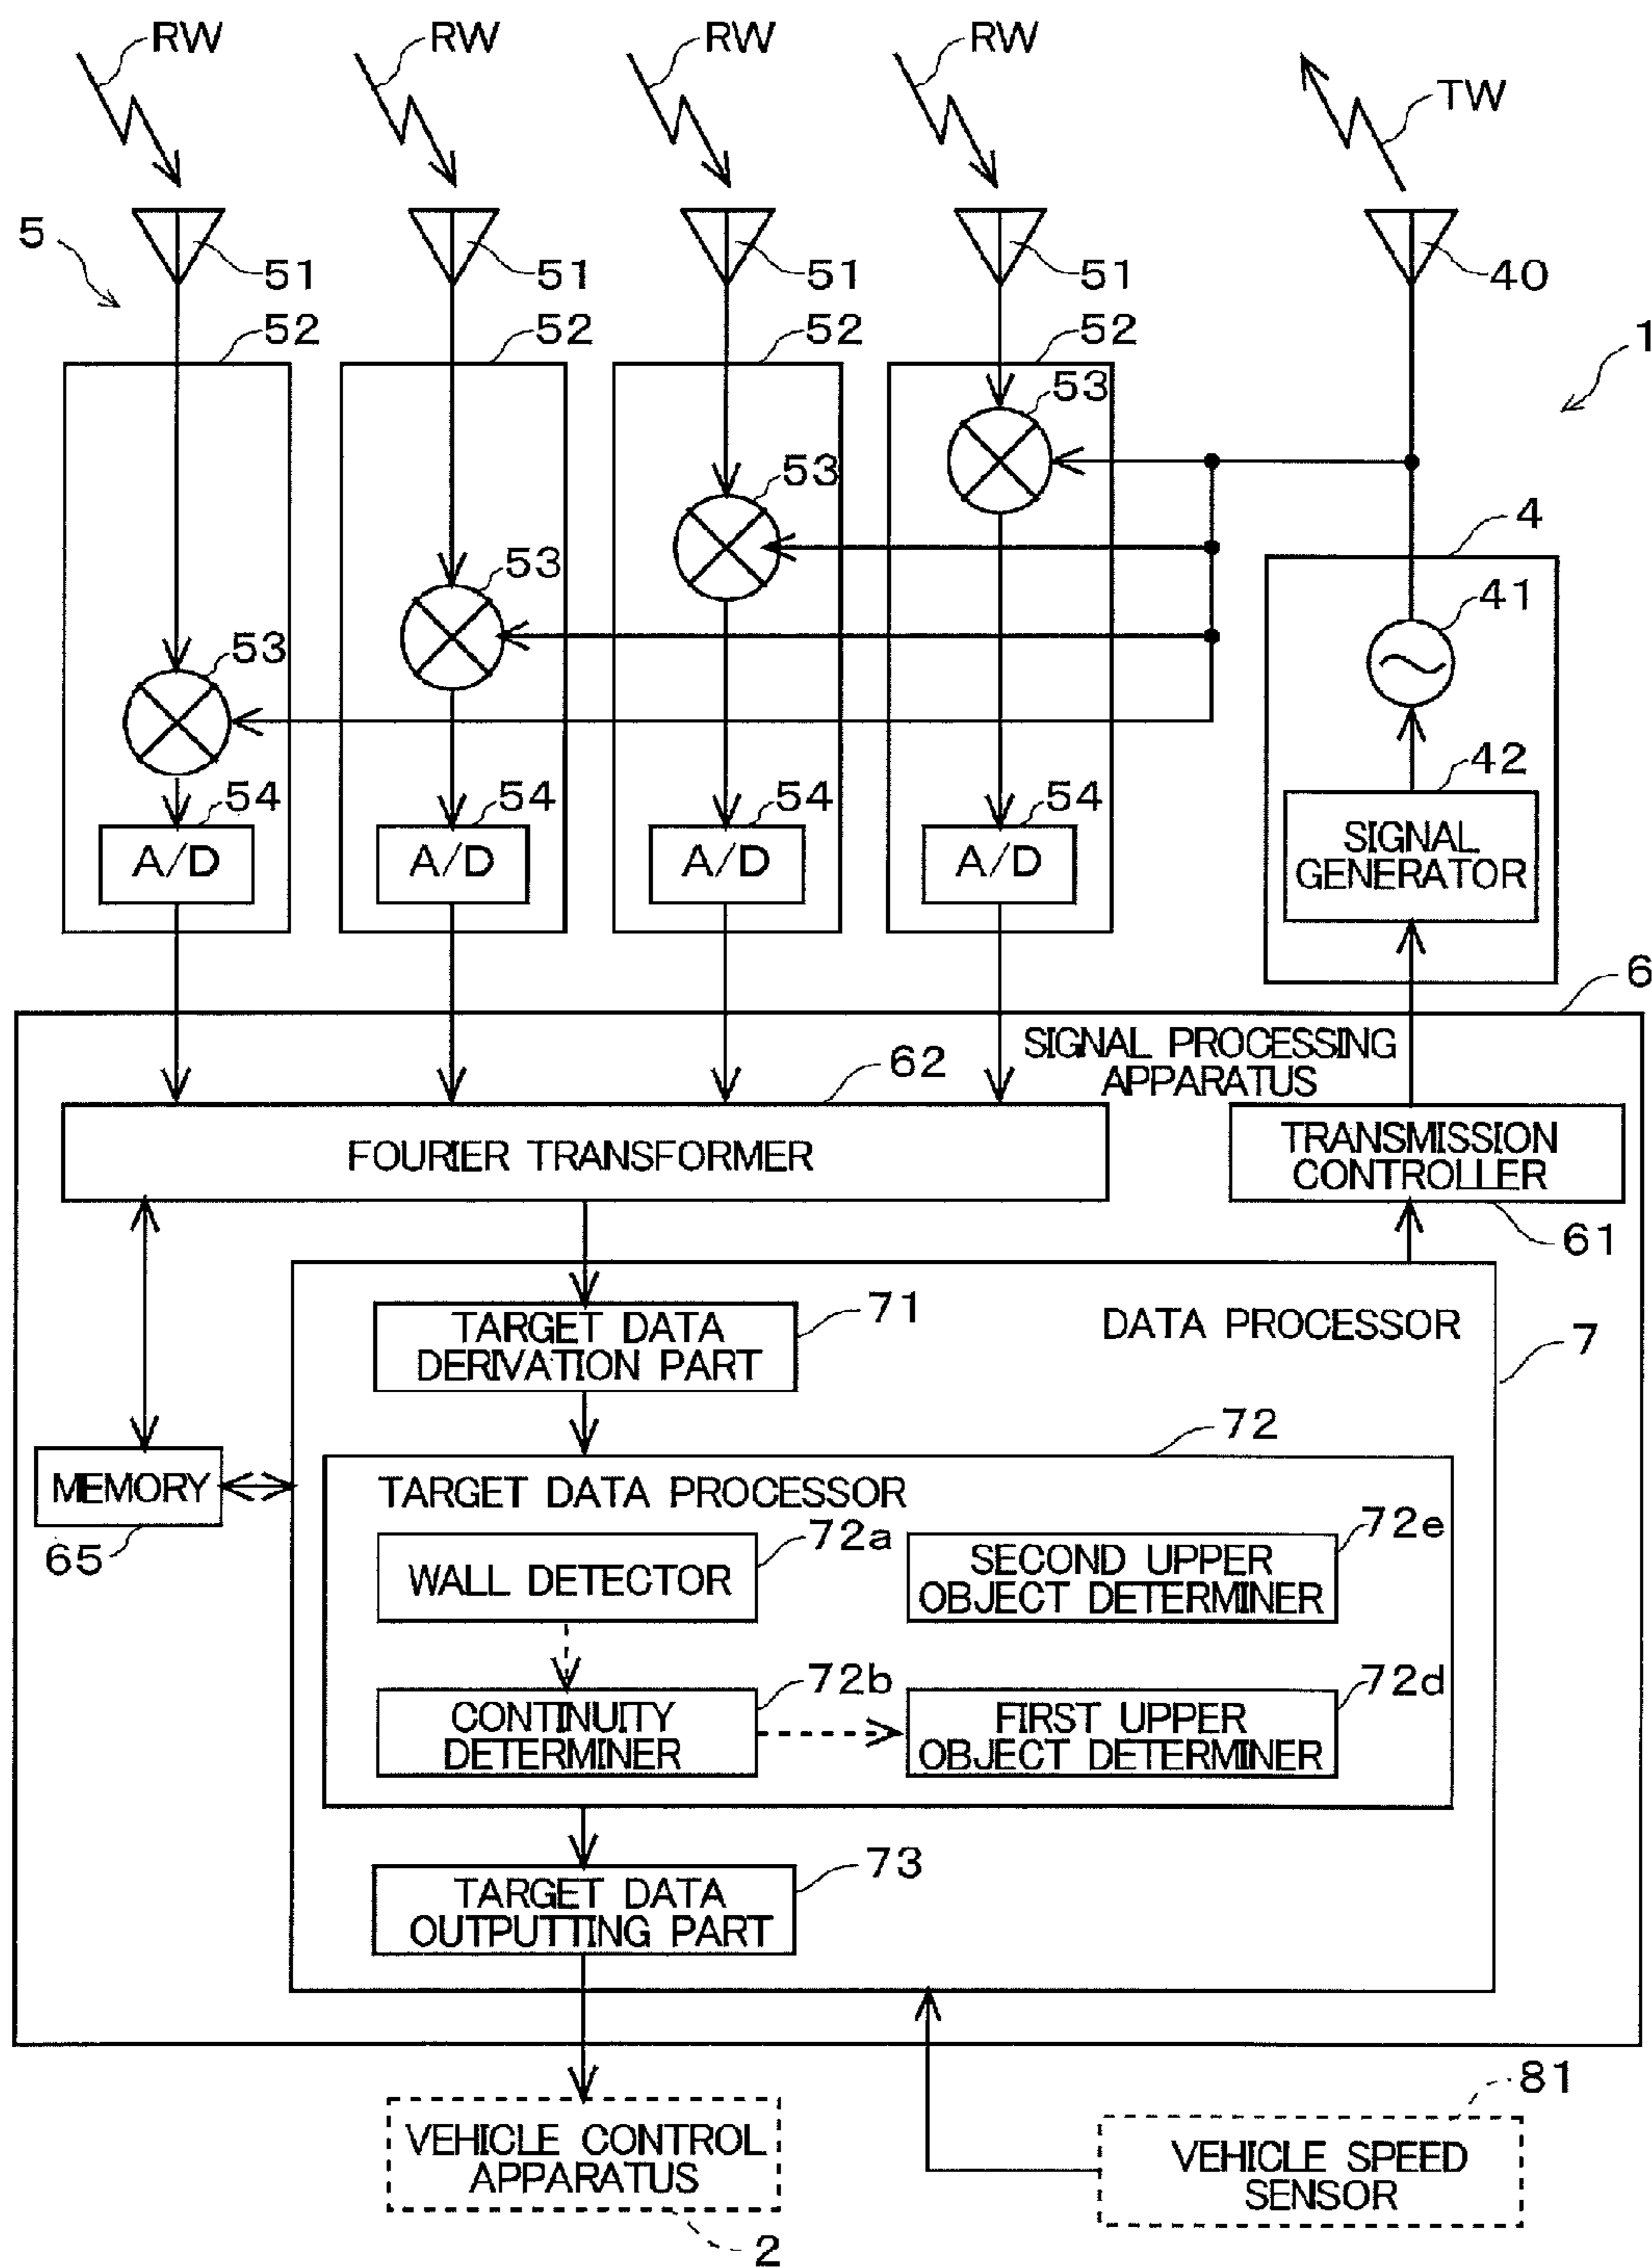 RW RW RW RW TW
5 51 51 51 51 40
52 52 52 52 1
53
53
4
53
41
53
42
54 54 54 54
A/D A/D A/D A/D
SIGNAL
GENERATOR
6
SIGNAL PROCESSING
APPARATUS
62
FOURIER TRANSFORMER
TRANSMISSION
CONTROLLER
61
71
TARGET DATA
DERIVATION PART
DATA PROCESSOR
7
72
MEMORY
65
TARGET DATA PROCESSOR
72a
WALL DETECTOR
72e
SECOND UPPER
OBJECT DETERMINER
72b
CONTINUITY
DETERMINER
72d
FIRST UPPER
OBJECT DETERMINER
73
TARGET DATA
OUTPUTTING PART
81
VEHICLE CONTROL
APPARATUS
2
VEHICLE SPEED
SENSOR